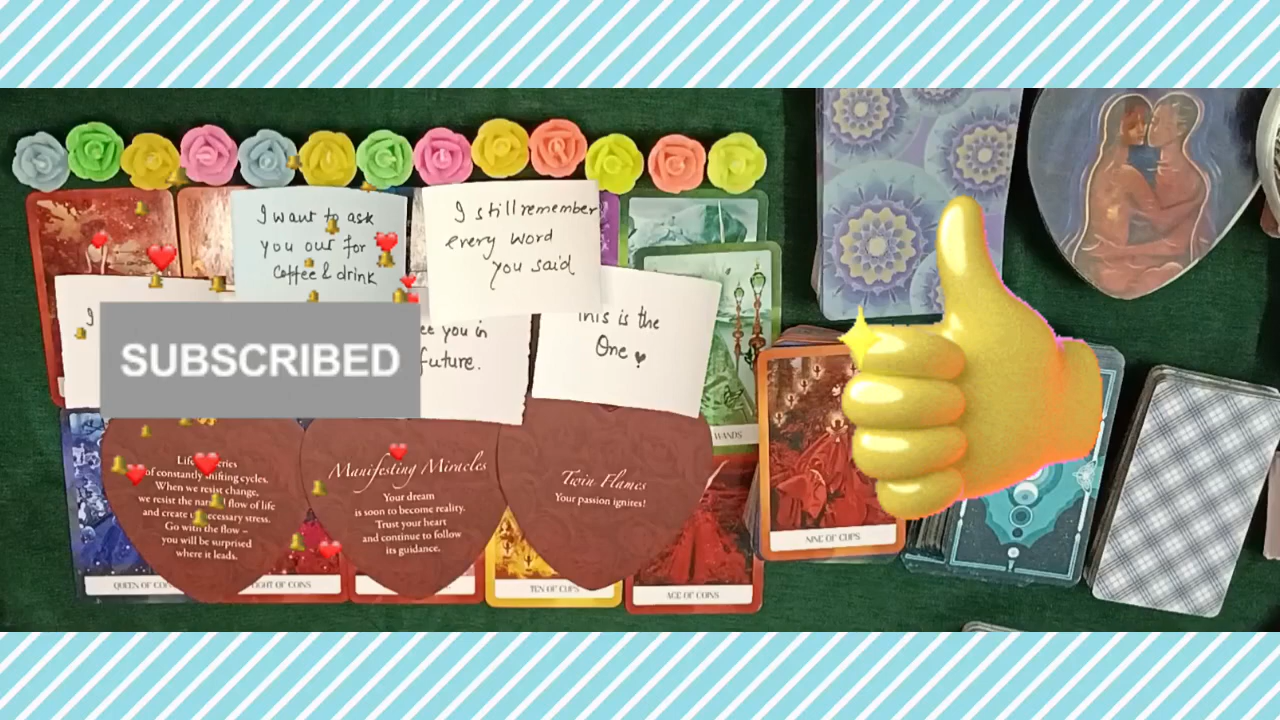 I want to ask
you out for
Coffee & drink
I still remember
every word
you said
I
SUBSCRIBED
ee you in
future.
This is the
One
of constantly shifting cycles.
When we resist change,
we resist the natural flow of life
and create
Go with the flow –
you will be surprised
where it leads.
Manifesting Miracles
Your dream
is soon to become reality.
Trust your heart
and continue to follow
its guidance.
Twin Flames
Your passion ignites!
WANDS
NINE OF CUPS
QUEEN OF
OF COINS
TEN OF CUPS
ACE OF COINS